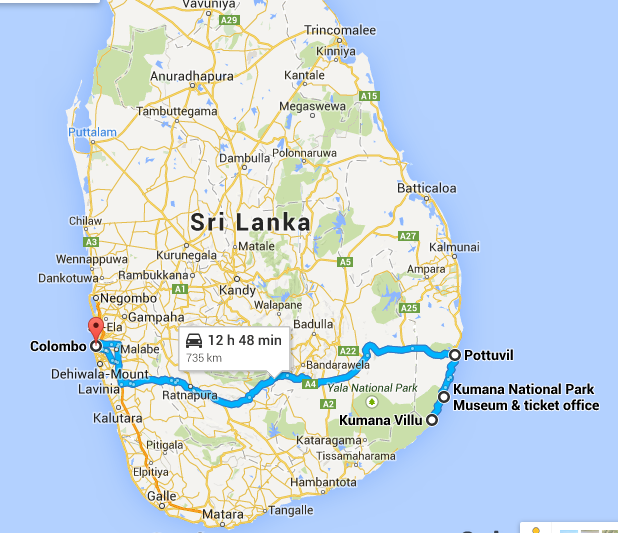 Vavuniya
A29
Trincomalee
Kinniya
Anuradhapura
Kantale
A15
Megaswewa
Tambuttegama
Puttalam
Dambulla
Polonnaruwa
Batticaloa
Chilaw
Sri Lanka
A3
A27
Matale
Kalmunai
Kurunegala
Wennappuwa
A5
Ampara
Dankotuwa
Rambukkana
A1
Kandy
Negombo
Walapane
A25
Gampaha
Ela
Badulla
12 h 48 min
735 km
Colombo
Malabe
A22
Pottuvil
Bandarawela
Dehiwala-Mount
Lavinia
A4
Yala National Park
Kumana National Park
Museum & ticket office
Ratnapura
A2
Kalutara
Kumana Villu
Kataragama
Pitigala
Tissamaharama
Elpitiya
Hambantota
Galle
Matara
Tangalle